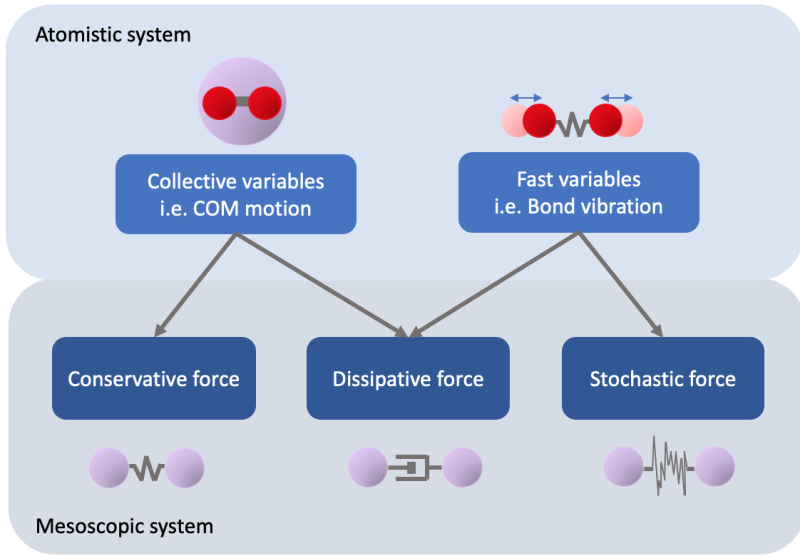 Atomistic system
Collective variables
i.e. COM motion
Fast variables
i.e. Bond vibration
Conservative force
Dissipative force
Stochastic force
Mesoscopic system